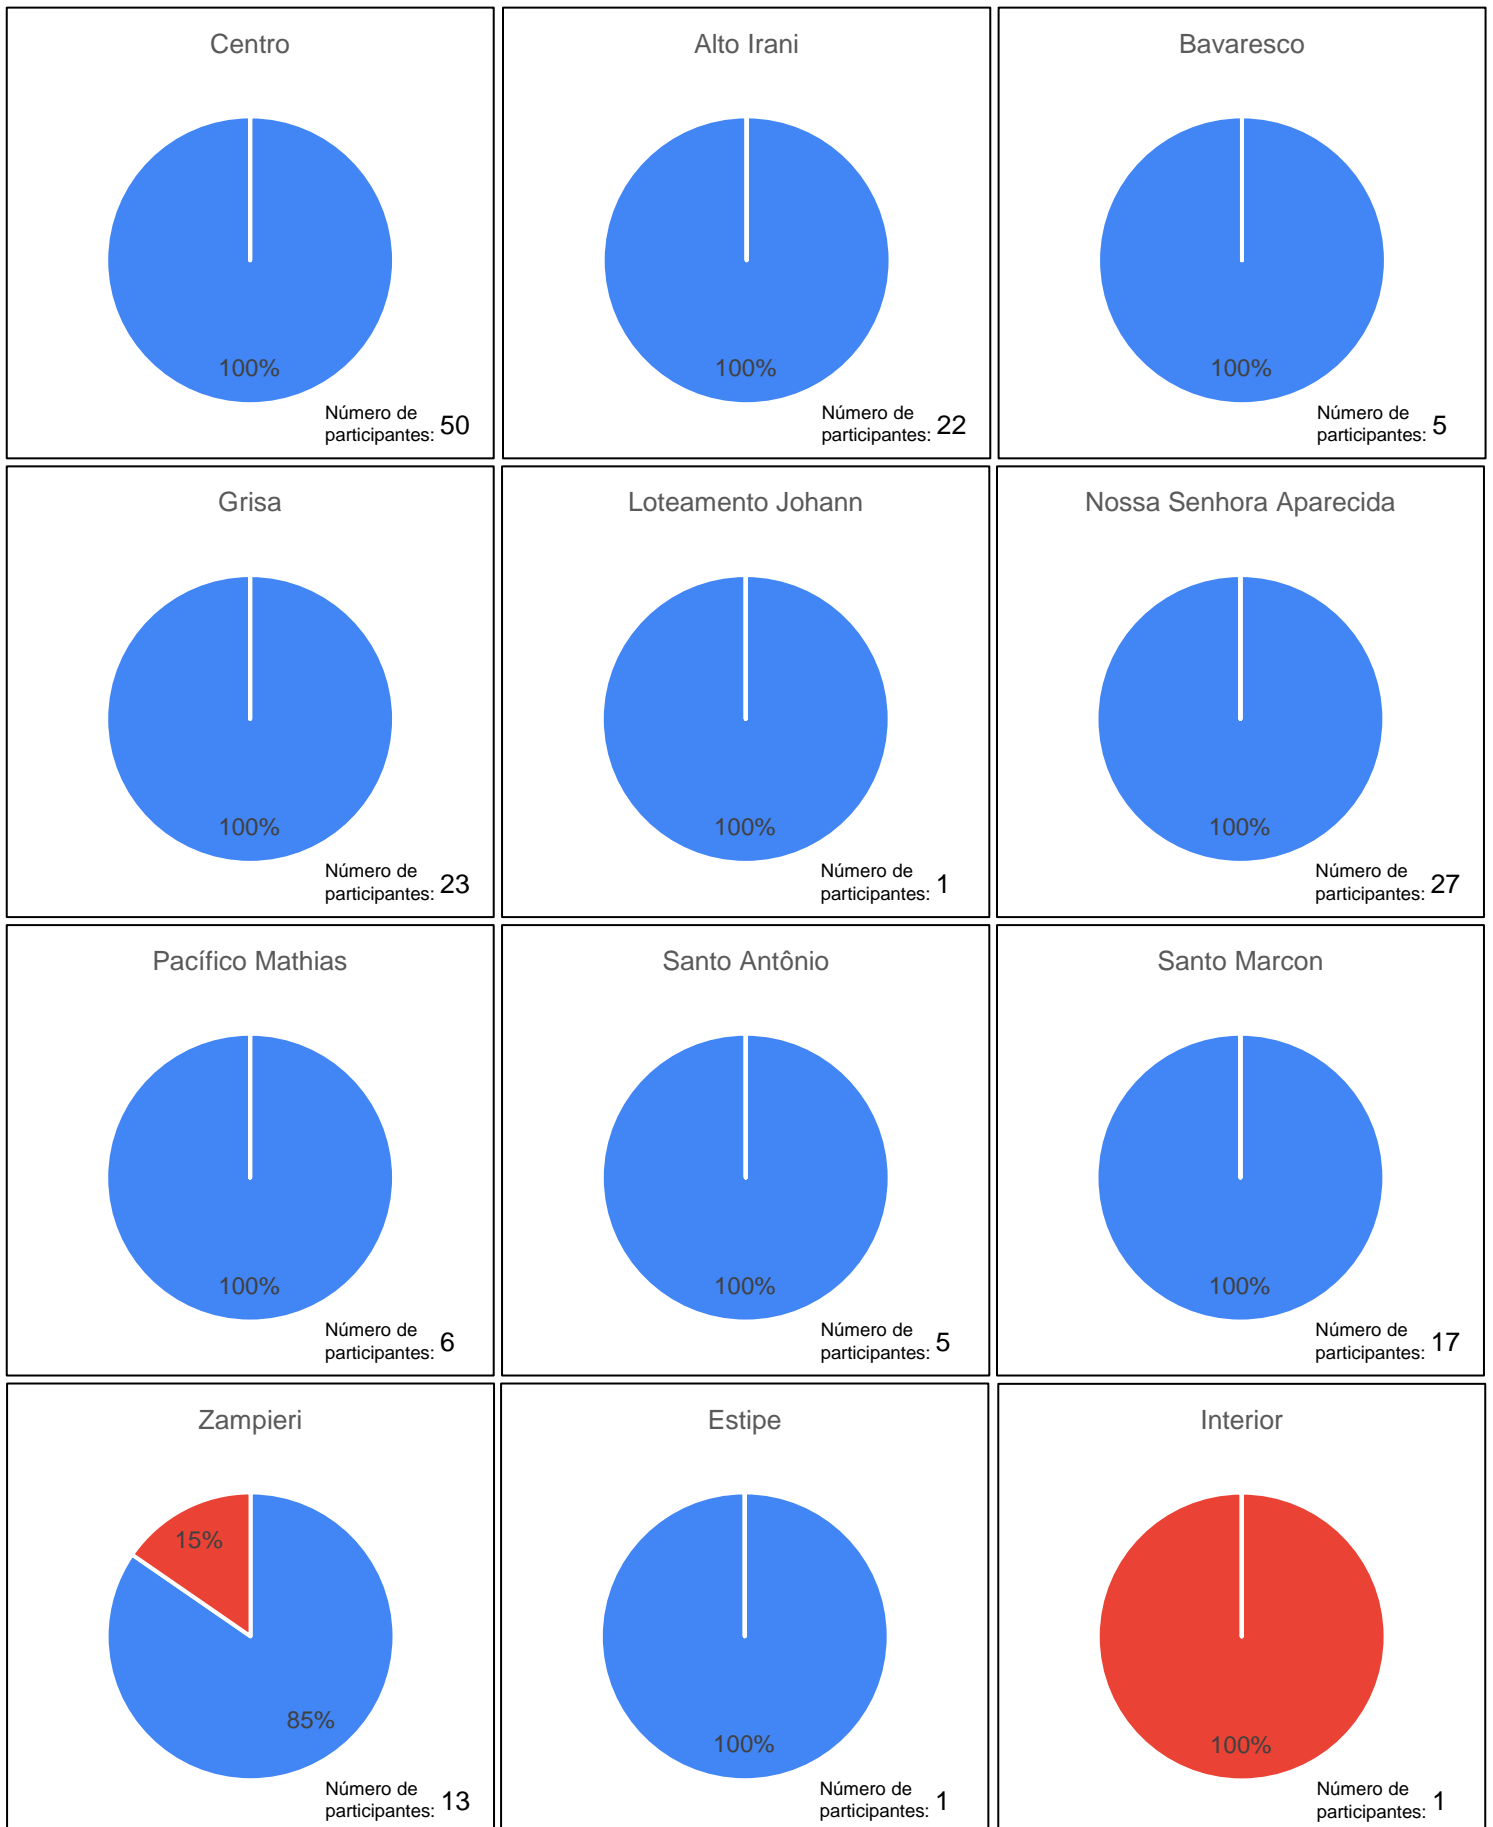 Centro
100%
Número de
participantes: 50
Alto Irani
100%
Número de
participantes: 22
Bavaresco
100%
Número de
participantes: 5
Grisa
100%
Número de
participantes: 23
Loteamento Johann
100%
Número de
participantes: 1
Nossa Senhora Aparecida
100%
Número de
participantes: 27
Pacífico Mathias
100%
Número de
participantes: 6
Santo Antônio
100%
Número de
participantes: 5
Santo Marcon
100%
Número de
participantes: 17
Zampieri
15%
85%
Número de
participantes: 13
Estipe
100%
Número de
participantes: 1
Interior
100%
Número de
participantes: 1